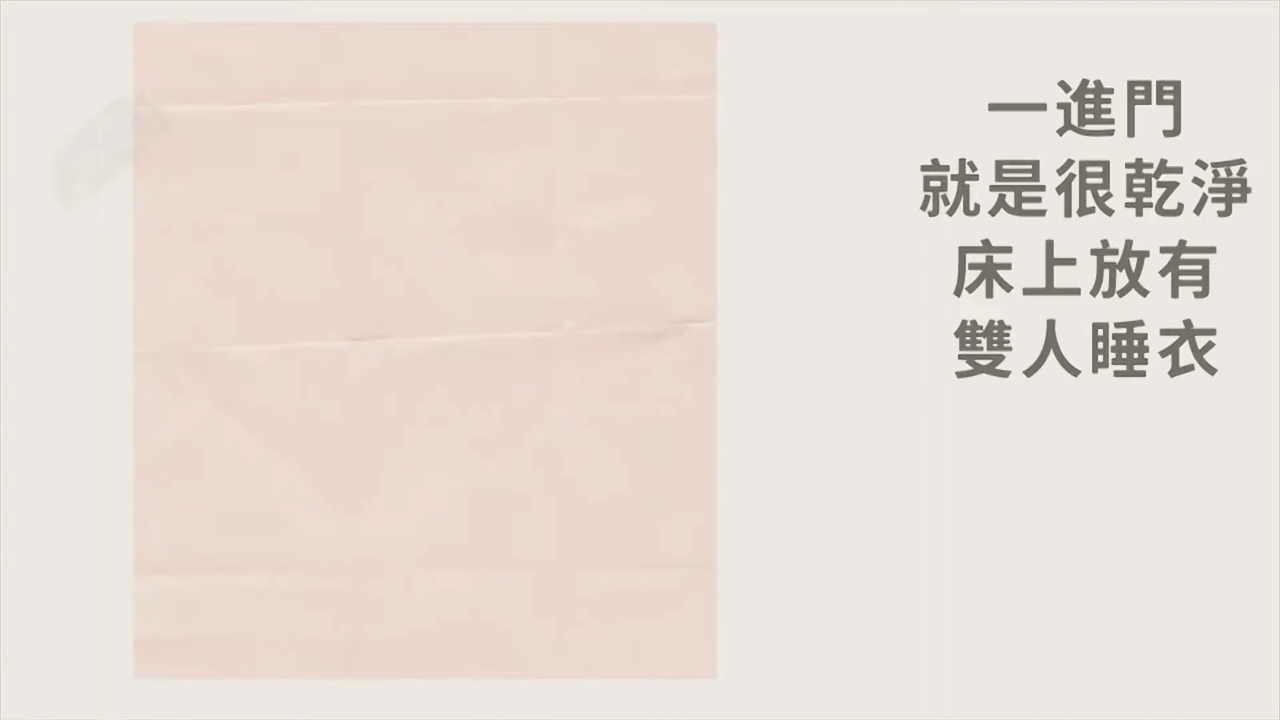 一進門
就是很乾淨
床上放有
雙人睡衣